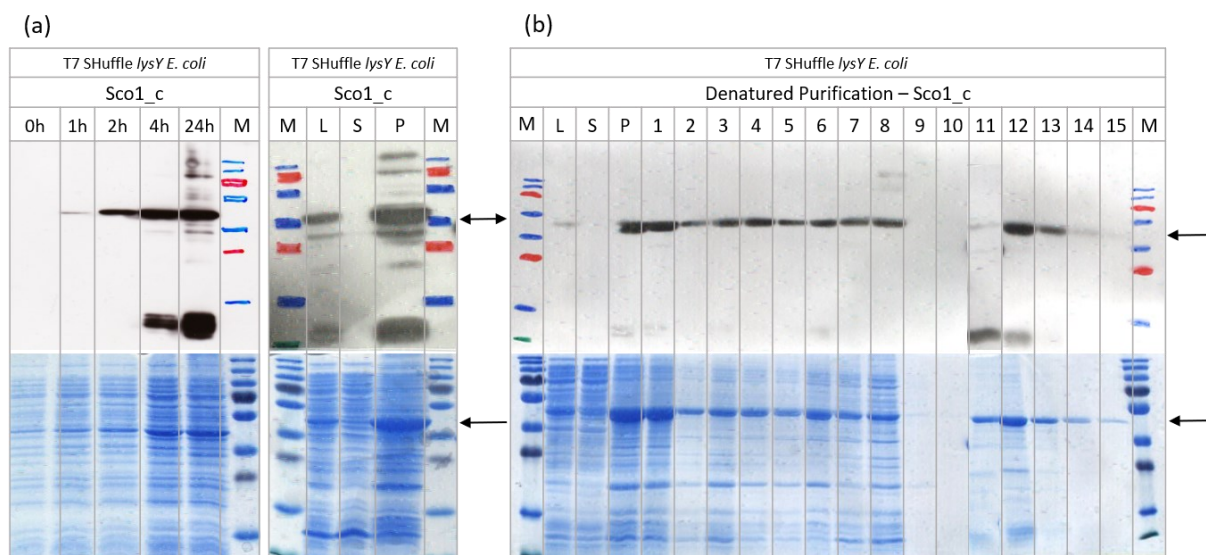 (a)
(b)
T7 SHuffle lysY E. coli
T7 SHuffle lysY E. coli
T7 SHuffle lysY E. coli
Sco1_c
Sco1_c
Denatured Purification – Sco1_c
0h 1h 2h 4h 24h M
M L S P M
M L S P 1 2 3 4 5 6 7 8 9 10 11 12 13 14 15 M